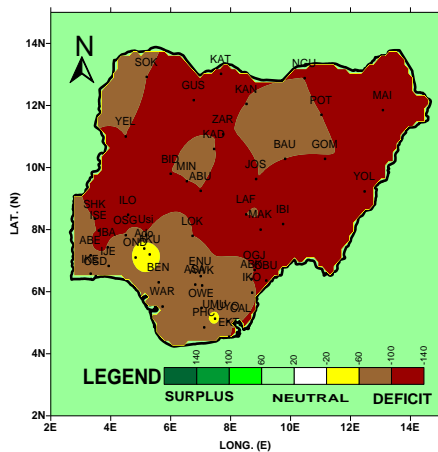 14N
12N
10N
8N
6N
4N
2N
LAT. (N)
N
SOK
KAT
NGU
GUS
KAN
MAI
POT
ZAR
YEL
KAD
BAU
GOM
BID
MIN
JOS
ABU
YOL
SHK
ILO
LAF
IBI
ISE
MAK
OSG
Usi
LOK
IBA
ABE
OND
IJE
IKE
BEN
ENU
OGJ
AWK
IKO
WAR
OWE
UMU
UYO
CAL
PHC
EKT
LEGEND
140
100
60
20
-20
-60
-100
-140
SURPLUS
NEUTRAL
DEFICIT
2E
4E
6E
8E
10E
12E
14E
LONG. (E)